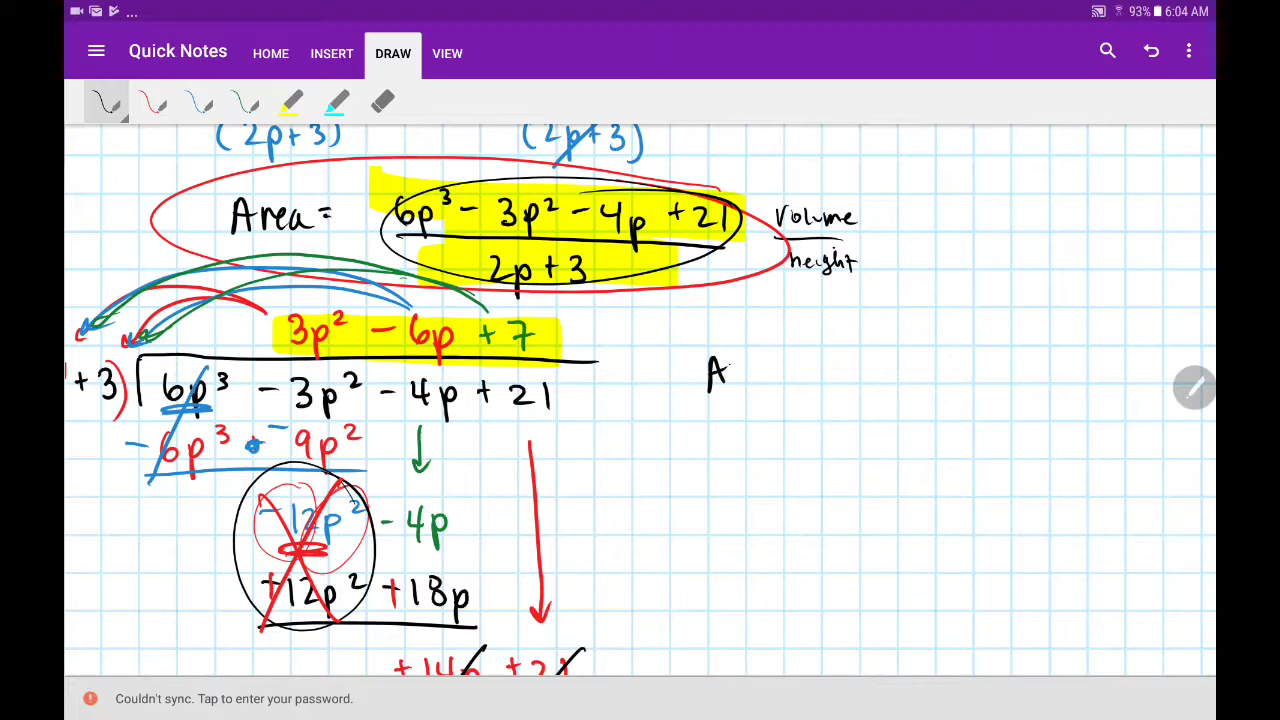 ... 93% 6:04 AM
Quick Notes HOME INSERT DRAW VIEW
(2p+3) (2p+3)
Area = 6p³ - 3p² - 4p + 21 Volume
2p + 3 height
3p² - 6p + 7
+ 3) 6p³ - 3p² - 4p + 21 A
- 6p³ - 9p²
- 12p² - 4p
+12p² + 18p
+14p +21
Couldn't sync. Tap to enter your password.